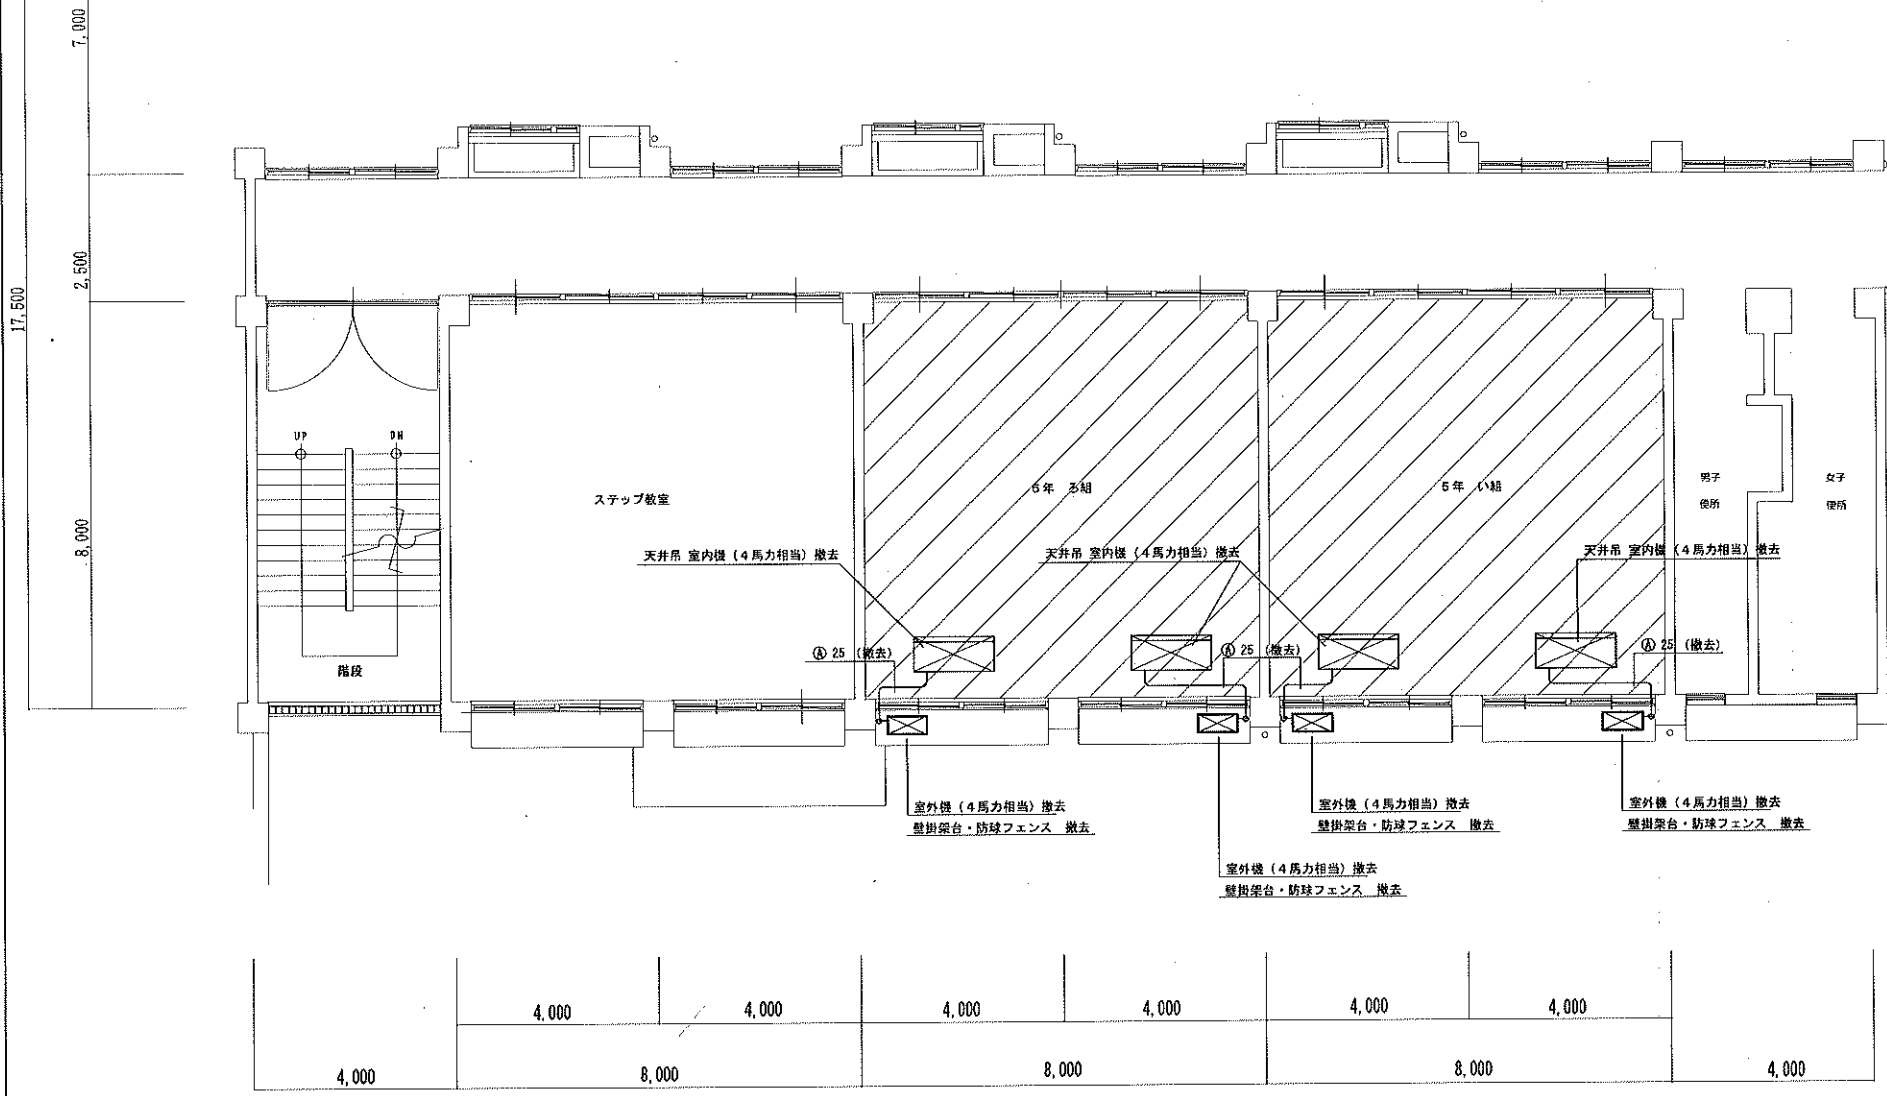 7,000
2,500
17,500
8,000
UP
DN
ステップ教室
5年 ろ組
5年 い組
男子
便所
女子
便所
階段
天井吊 室内機（4馬力相当）撤去
天井吊 室内機（4馬力相当）撤去
天井吊 室内機（4馬力相当）撤去
Ⓐ 25 （撤去）
Ⓐ 25 （撤去）
Ⓐ 25 （撤去）
室外機（4馬力相当）撤去
壁掛架台・防球フェンス 撤去
室外機（4馬力相当）撤去
壁掛架台・防球フェンス 撤去
室外機（4馬力相当）撤去
壁掛架台・防球フェンス 撤去
室外機（4馬力相当）撤去
壁掛架台・防球フェンス 撤去
4,000
4,000
4,000
4,000
4,000
4,000
4,000
8,000
8,000
8,000
4,000